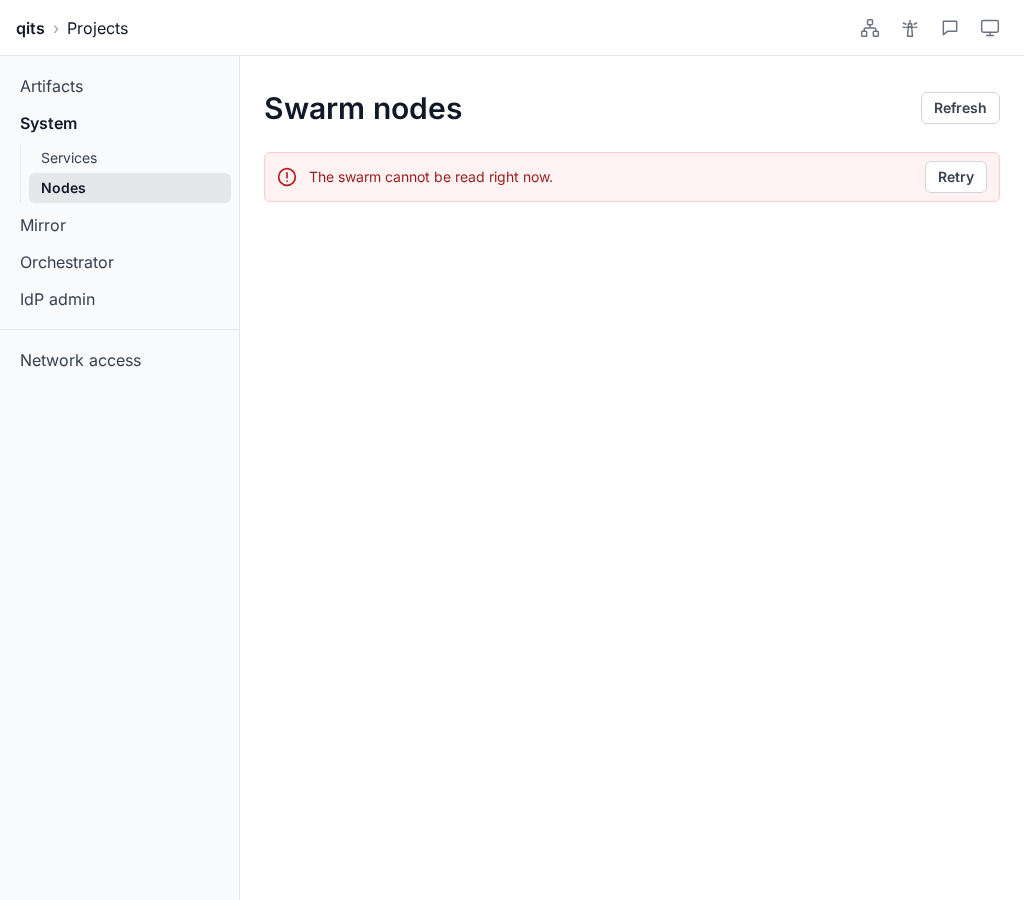 qits › Projects
Artifacts
System
Services
Nodes
Mirror
Orchestrator
IdP admin
Network access
Swarm nodes
Refresh
The swarm cannot be read right now.
Retry